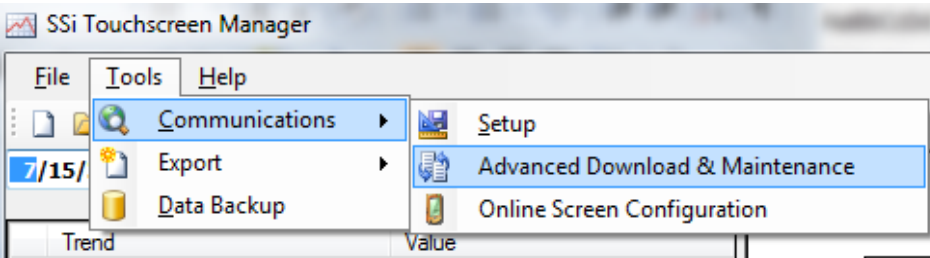 SSi Touchscreen Manager
File Tools Help
Communications Setup
7/15/ Export Advanced Download & Maintenance
Data Backup Online Screen Configuration
Trend Value